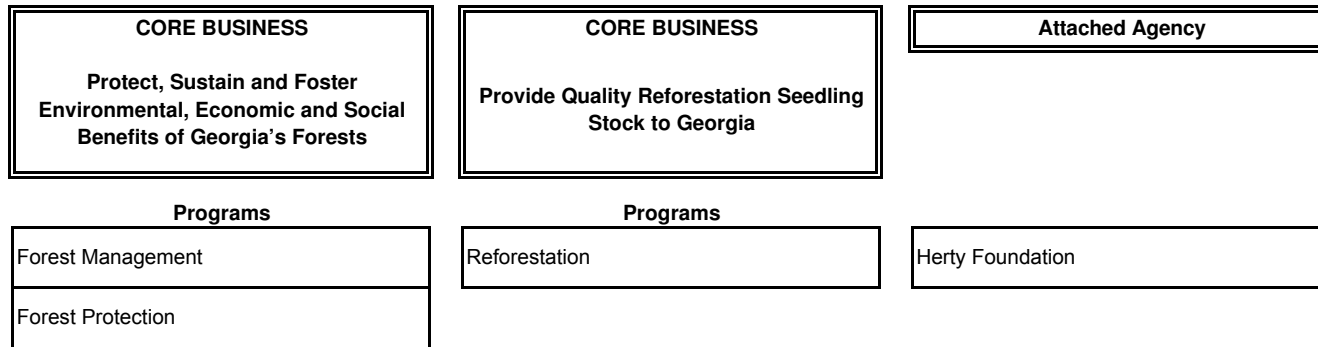 CORE BUSINESS
Protect, Sustain and Foster
Environmental, Economic and Social
Benefits of Georgia’s Forests
Programs
Forest Management
Forest Protection
CORE BUSINESS
Provide Quality Reforestation Seedling
Stock to Georgia
Programs
Reforestation
Attached Agency
Herty Foundation